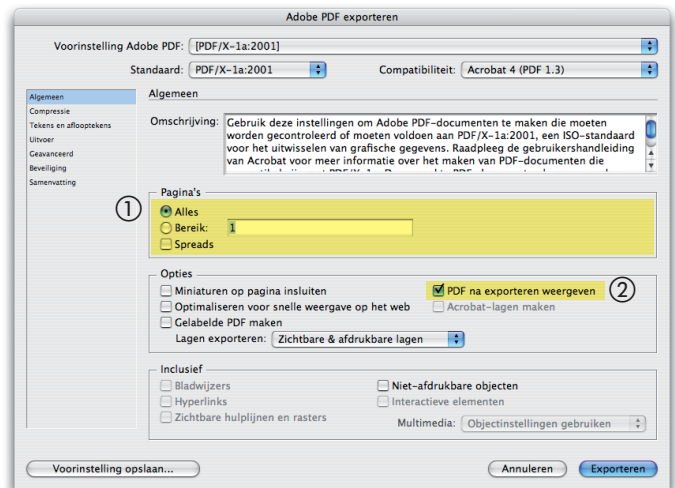 Adobe PDF exporteren
Voorinstelling Adobe PDF: [PDF/X-1a:2001]
Standaard: PDF/X-1a:2001 Compatibiliteit: Acrobat 4 (PDF 1.3)
Algemeen
Compressie
Tekens en aflooptekens
Uitvoer
Geavanceerd
Beveiliging
Samenvatting
Algemeen
Omschrijving: Gebruik deze instellingen om Adobe PDF-documenten te maken die moeten
worden gecontroleerd of moeten voldoen aan PDF/X-1a:2001, een ISO-standaard
voor het uitwisselen van grafische gegevens. Raadpleeg de gebruikershandleiding
van Acrobat voor meer informatie over het maken van PDF-documenten die
Pagina's
1 Alles
Bereik: 1
Spreads
Opties
Miniaturen op pagina insluiten PDF na exporteren weergeven 2
Optimaliseren voor snelle weergave op het web Acrobat-lagen maken
Gelabelde PDF maken
Lagen exporteren: Zichtbare & afdrukbare lagen
Inclusief
Bladwijzers Niet-afdrukbare objecten
Hyperlinks Interactieve elementen
Zichtbare hulplijnen en rasters Multimedia: Objectinstellingen gebruiken
Voorinstelling opslaan... Annuleren Exporteren